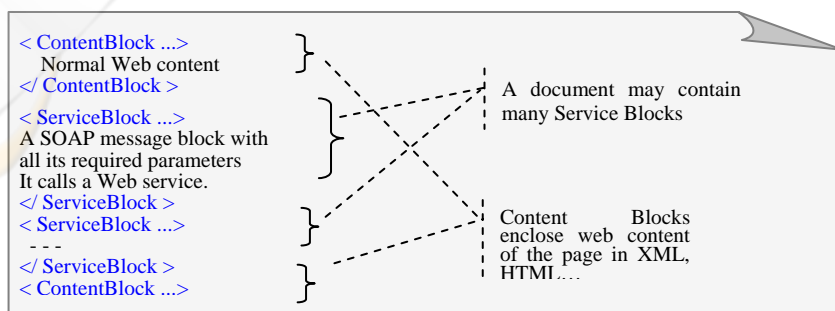 < ContentBlock ...>
Normal Web content
</ ContentBlock >
< ServiceBlock ...>
A SOAP message block with
all its required parameters
It calls a Web service.
</ ServiceBlock >
< ServiceBlock ...>
- - -
</ ServiceBlock >
< ContentBlock ...>
A document may contain
many Service Blocks
Content Blocks
enclose web content
of the page in XML,
HTML...